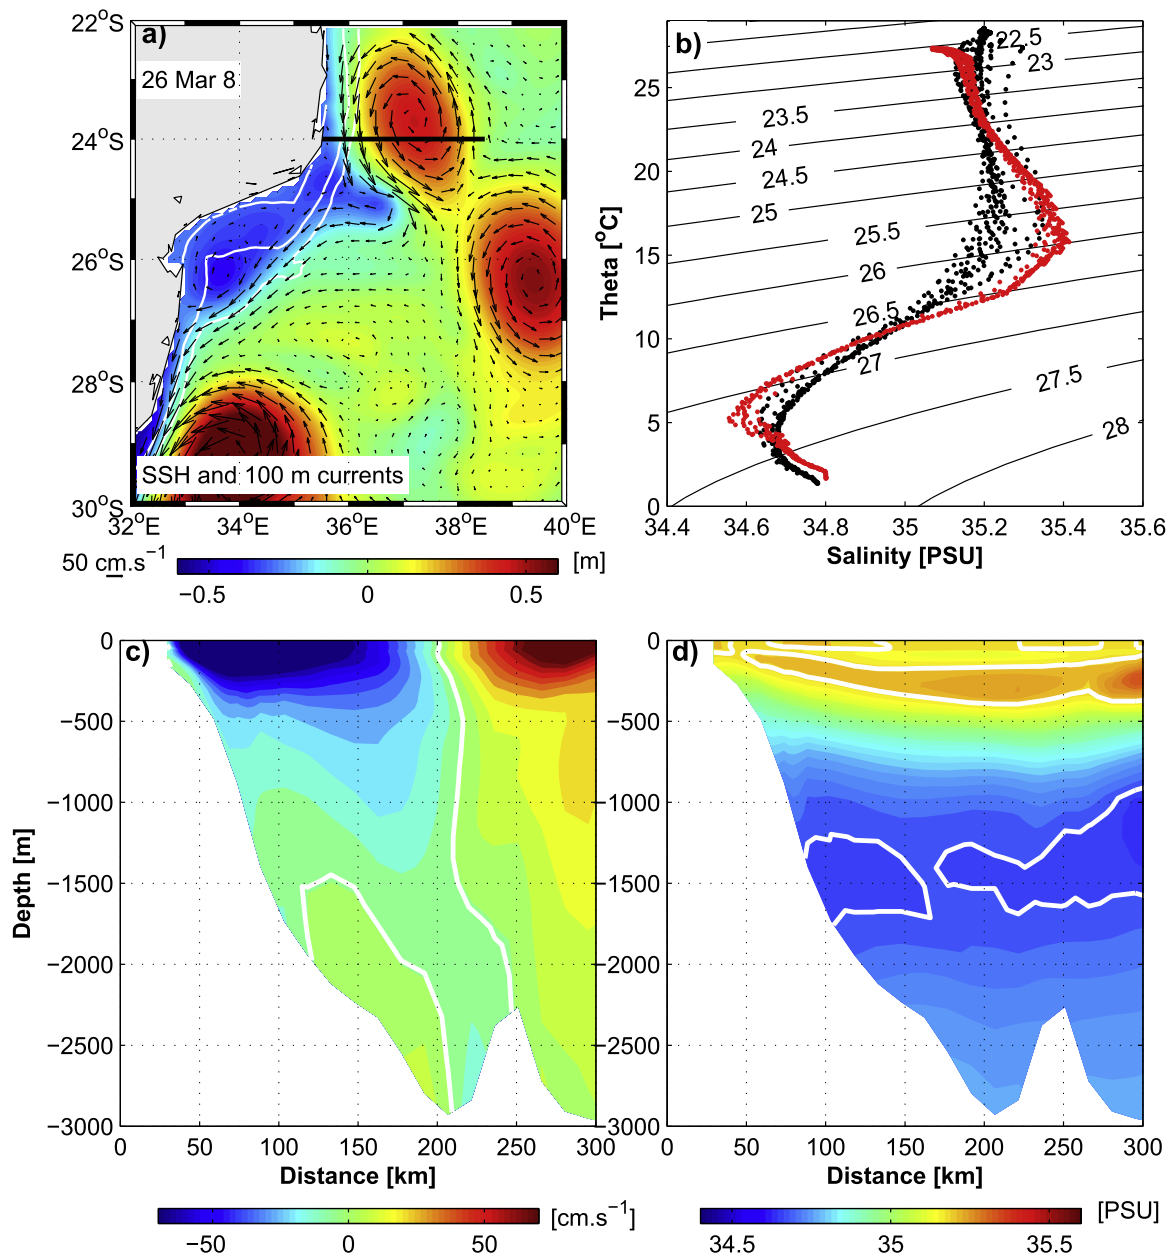 22°S
a)
26 Mar 8
24°S
26°S
28°S
SSH and 100 m currents
30°S
32°E 34°E 36°E 38°E 40°E
50 cm.s⁻¹
[m]
−0.5 0 0.5
b)
22.5
23
23.5
24
24.5
25
25.5
26
26.5
27
27.5
28
25
20
15
10
5
0
Theta [°C]
34.4 34.6 34.8 35 35.2 35.4 35.6
Salinity [PSU]
c)
0
−500
−1000
−1500
−2000
−2500
−3000
Depth [m]
0 50 100 150 200 250 300
Distance [km]
[cm.s⁻¹]
−50 0 50
d)
0
−500
−1000
−1500
−2000
−2500
−3000
0 50 100 150 200 250 300
Distance [km]
[PSU]
34.5 35 35.5